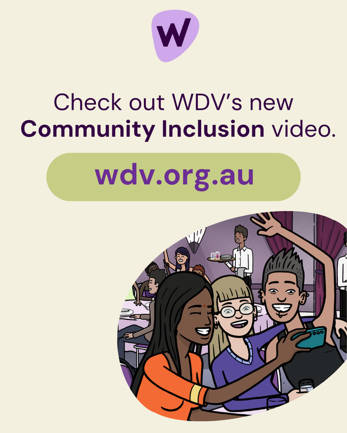 W
Check out WDV's new
Community Inclusion video.
wdv.org.au